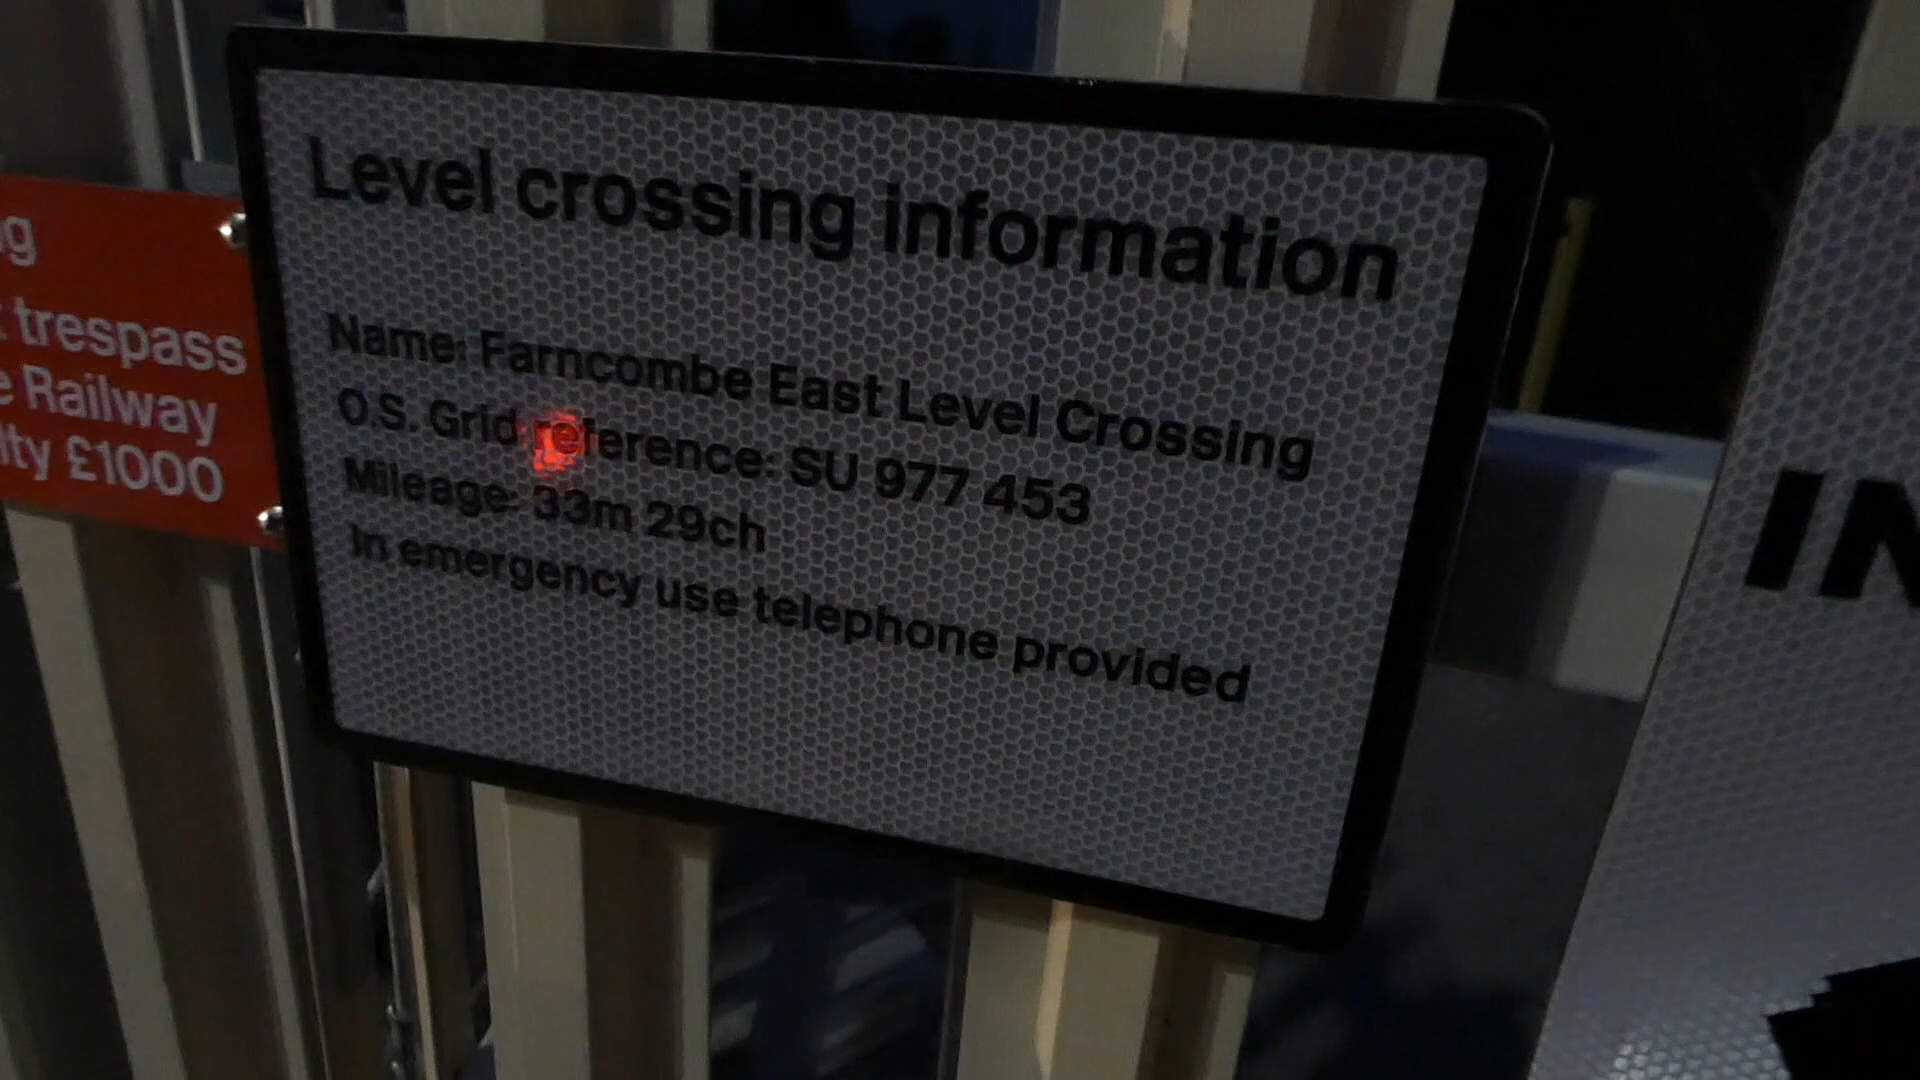 Level crossing information
Name: Farncombe East Level Crossing
O.S. Grid reference: SU 977 453
Mileage: 33m 29ch
In emergency use telephone provided
trespass
Railway
£1000